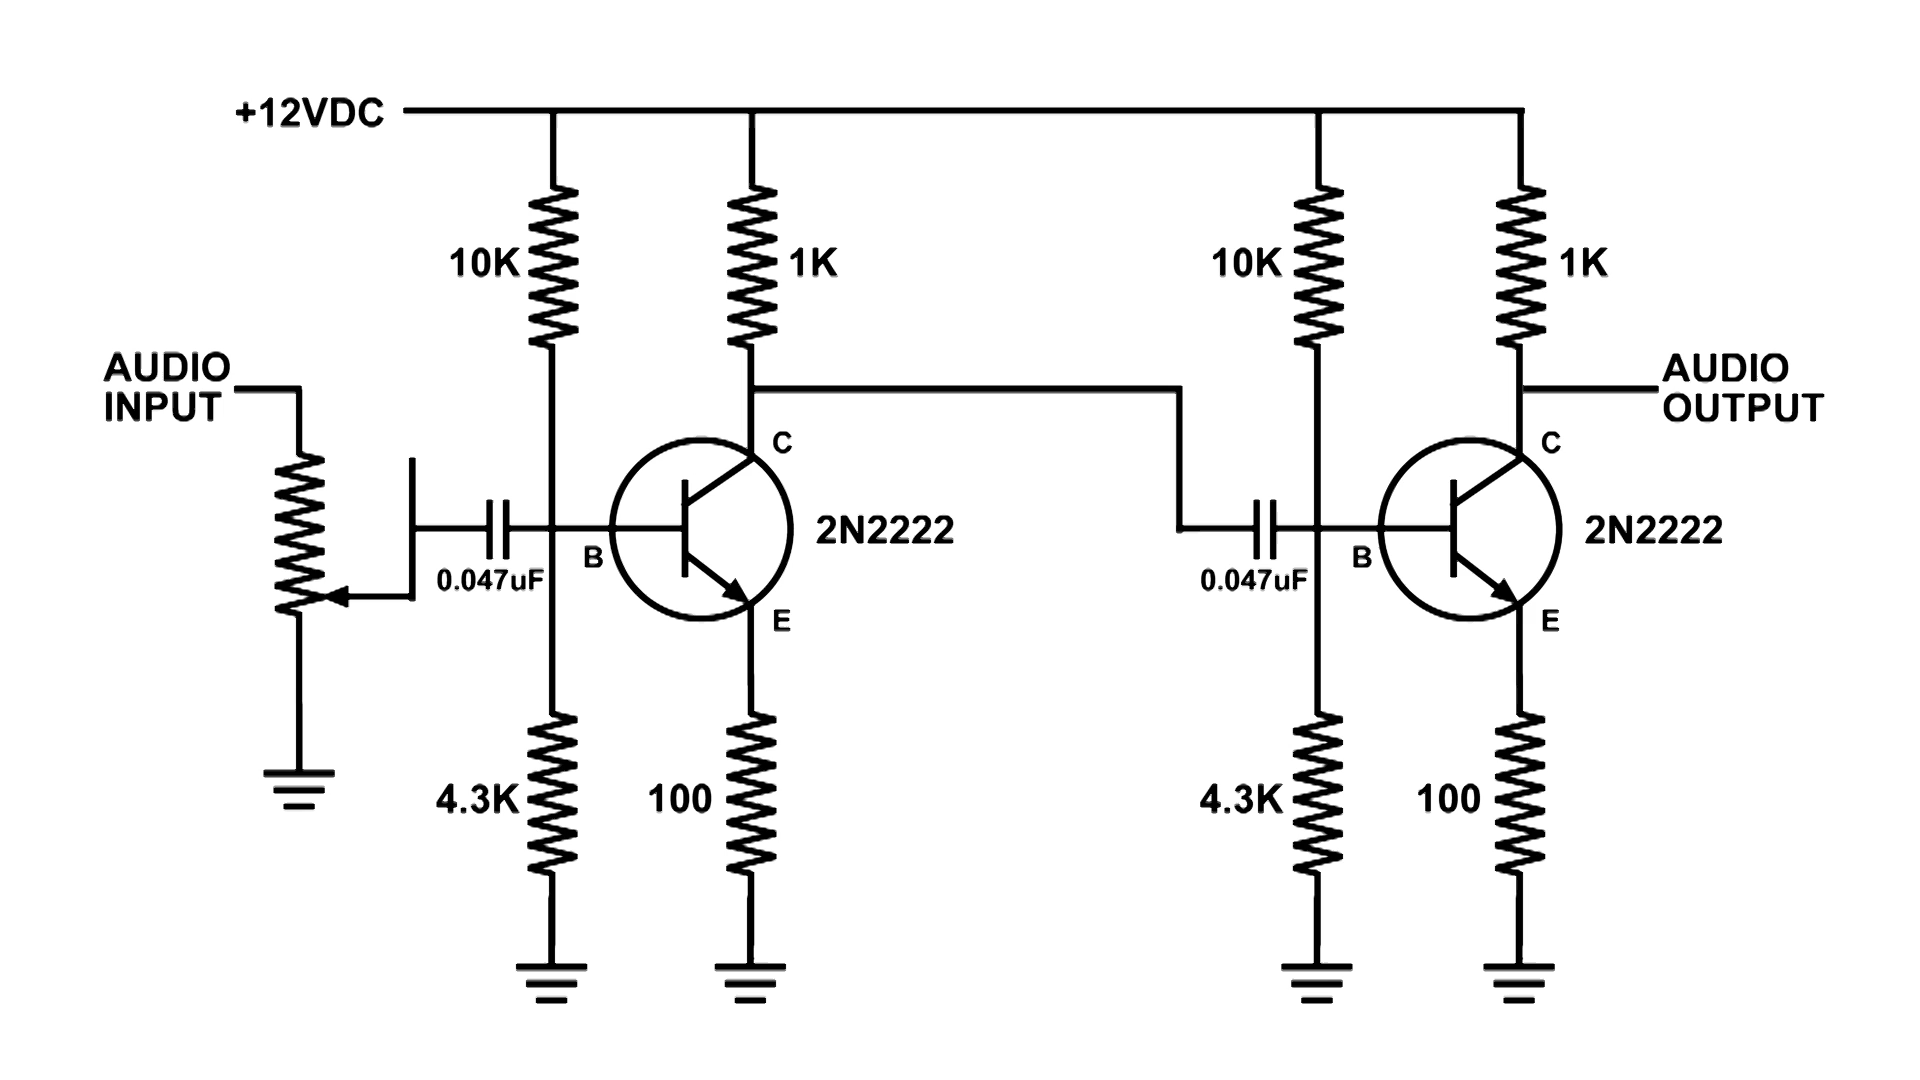 +12VDC
10K
1K
10K
1K
AUDIO
INPUT
AUDIO
OUTPUT
C
C
2N2222
2N2222
B
B
0.047uF
0.047uF
E
E
4.3K
100
4.3K
100